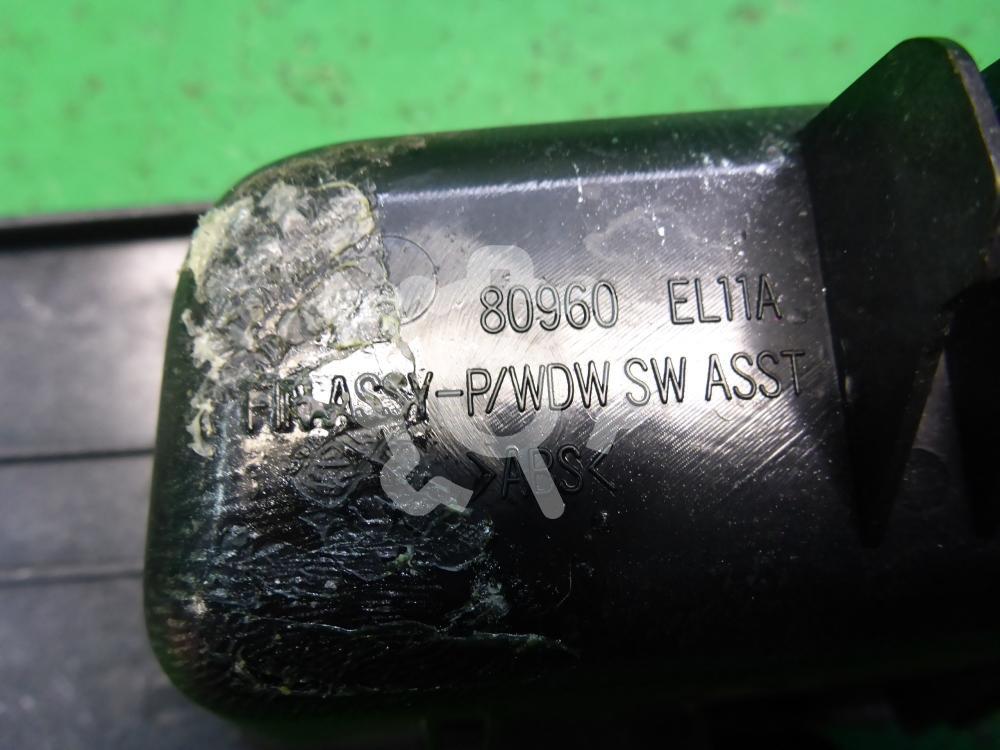 80960 EL11A
FIN ASSY-P/WDW SW ASST
>ABS<